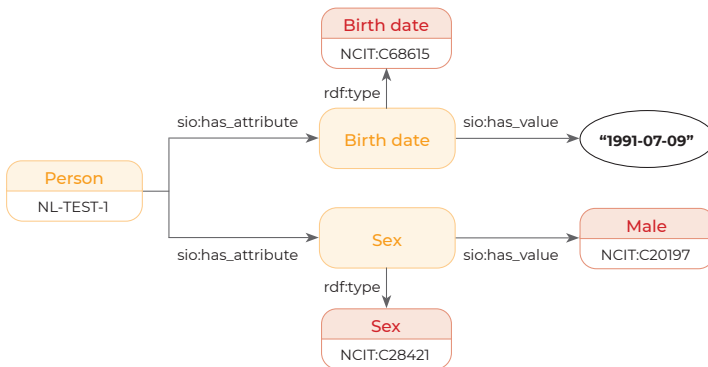 Birth date
NCIT:C68615
rdf:type
sio:has_attribute
Birth date
sio:has_value
“1991-07-09”
Person
NL-TEST-1
sio:has_attribute
Sex
sio:has_value
Male
NCIT:C20197
rdf:type
Sex
NCIT:C28421